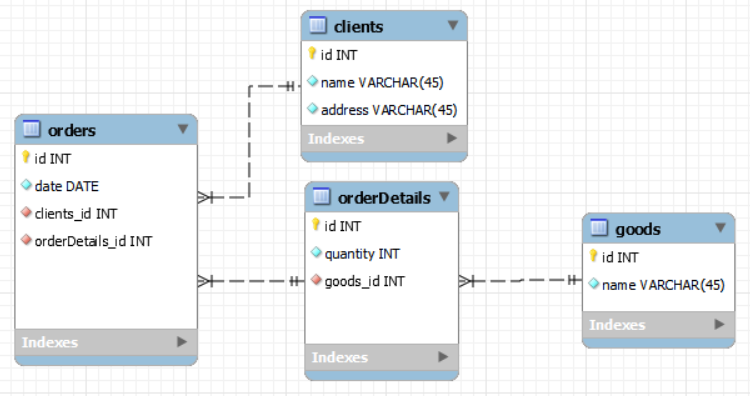 clients
id INT
name VARCHAR(45)
address VARCHAR(45)
Indexes
orders
id INT
date DATE
clients_id INT
orderDetails_id INT
Indexes
orderDetails
id INT
quantity INT
goods_id INT
Indexes
goods
id INT
name VARCHAR(45)
Indexes